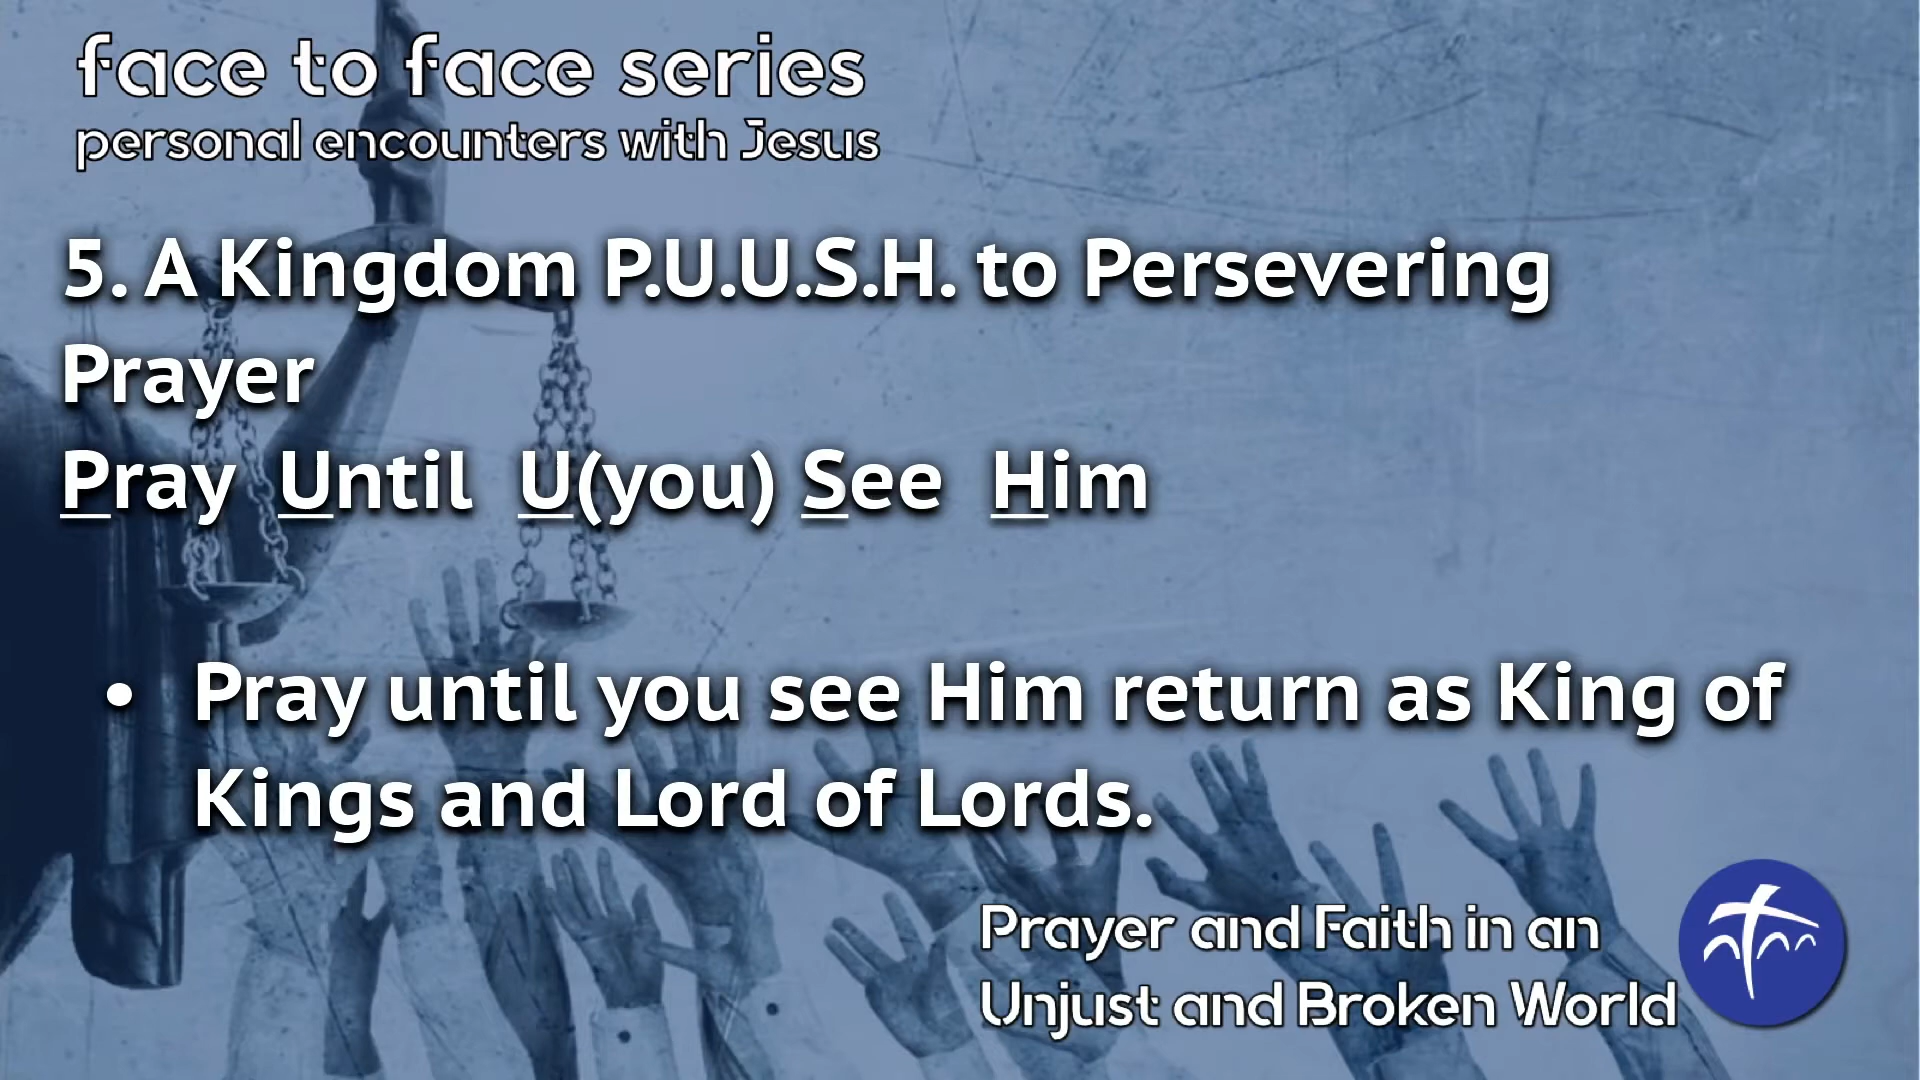 face to face series
personal encounters with Jesus
5. A Kingdom P.U.U.S.H. to Persevering
Prayer
Pray Until U(you) See Him
• Pray until you see Him return as King of
Kings and Lord of Lords.
Prayer and Faith in an
Unjust and Broken World